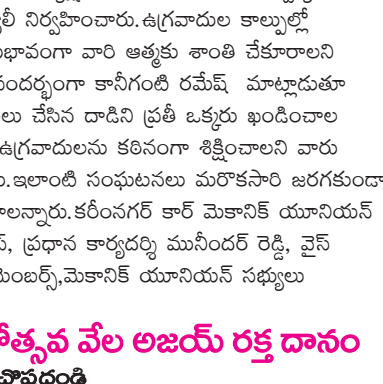 లీ నిర్వహించారు.ఉగ్రవాదుల కాల్పుల్లో
భావంగా వారి ఆత్మకు శాంతి చేకూరాలని
ందర్భంగా కానీగంటి రమేష్ మాట్లాడుతూ
లు చేసిన దాడిని ప్రతీ ఒక్కరు ఖండించాల
ఉగ్రవాదులను కఠినంగా శిక్షించాలని వారు
.ఇలాంటి సంఘటనలు మరొకసారి జరగకుండా
ాలన్నారు.కరీంనగర్ కార్ మెకానిక్ యూనియన్
, ప్రధాన కార్యదర్శి మునీందర్ రెడ్డి, వైస్
మెంబర్స్,మెకానిక్ యూనియన్ సభ్యులు
ోత్సవ వేల అజయ్ రక్త దానం
చొప్పదండి